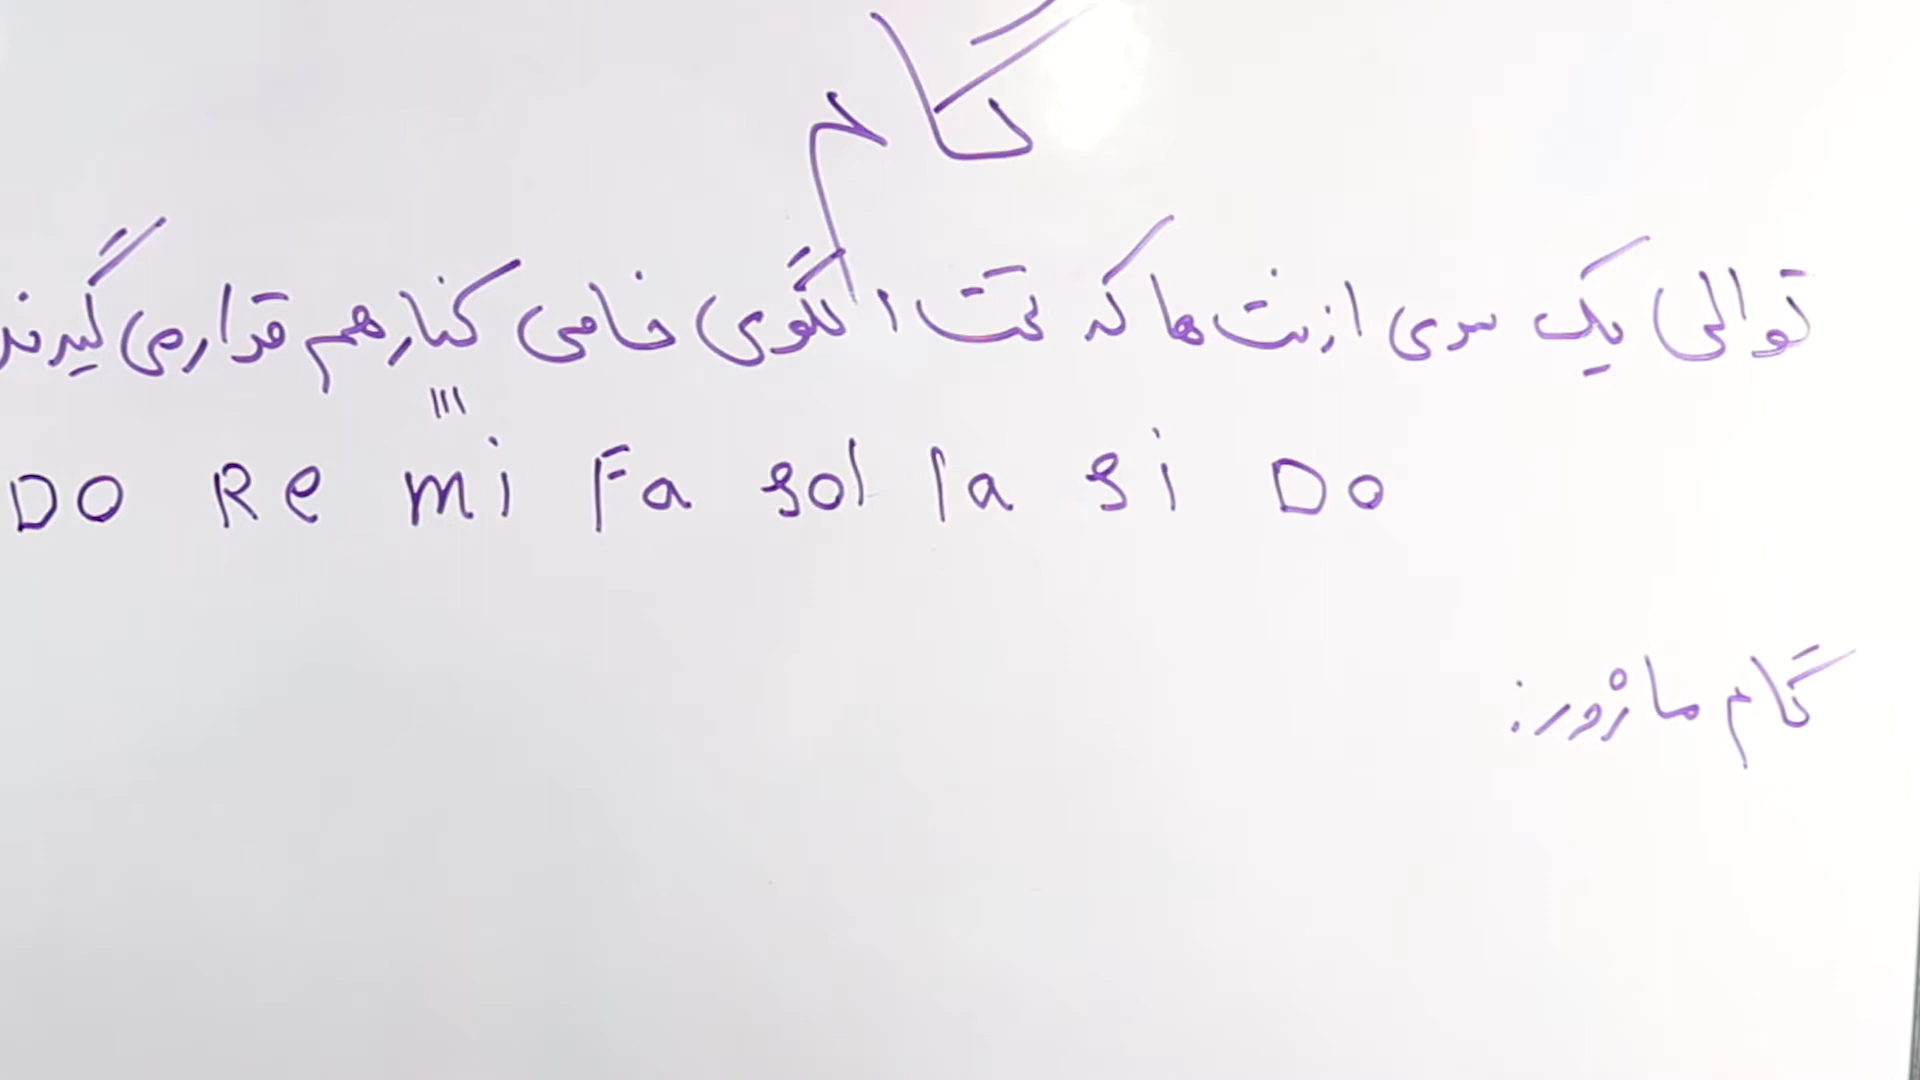 گام
توالی یک سری از نت ها که تحت الگوی خاصی کنار هم قرار می گیرند
DO Re mi Fa sol la si Do
گام ماژور: